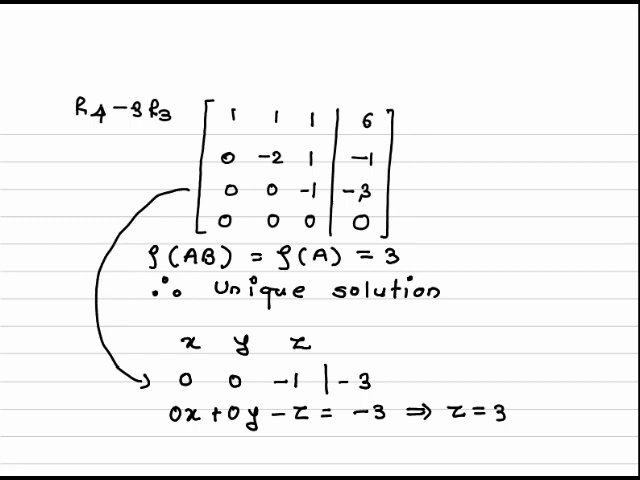 R4-3R3 1 1 1 | 6
0 -2 1 | -1
0 0 -1 | -3
0 0 0 | 0
ρ(AB) = ρ(A) = 3
∴ Unique solution
x y z
0 0 -1 | -3
0x+0y-z = -3 ⇒ z=3